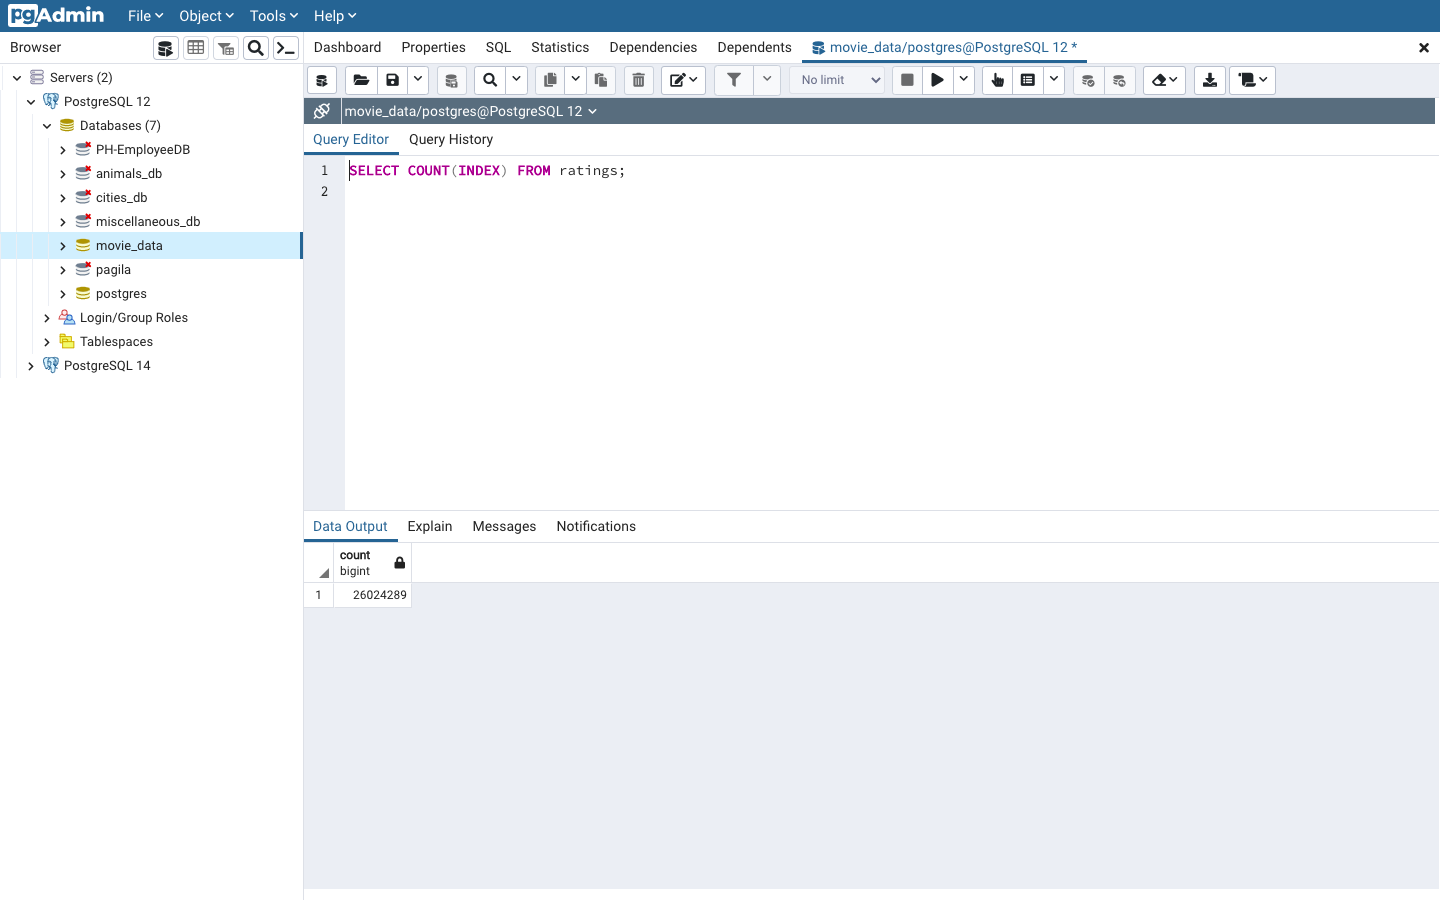 pgAdmin File Object Tools Help
Browser
Dashboard Properties SQL Statistics Dependencies Dependents movie_data/postgres@PostgreSQL 12 *
Servers (2)
PostgreSQL 12
Databases (7)
PH-EmployeeDB
animals_db
cities_db
miscellaneous_db
movie_data
pagila
postgres
Login/Group Roles
Tablespaces
PostgreSQL 14
No limit
movie_data/postgres@PostgreSQL 12
Query Editor Query History
1 SELECT COUNT(INDEX) FROM ratings;
2
Data Output Explain Messages Notifications
count
bigint
1 26024289